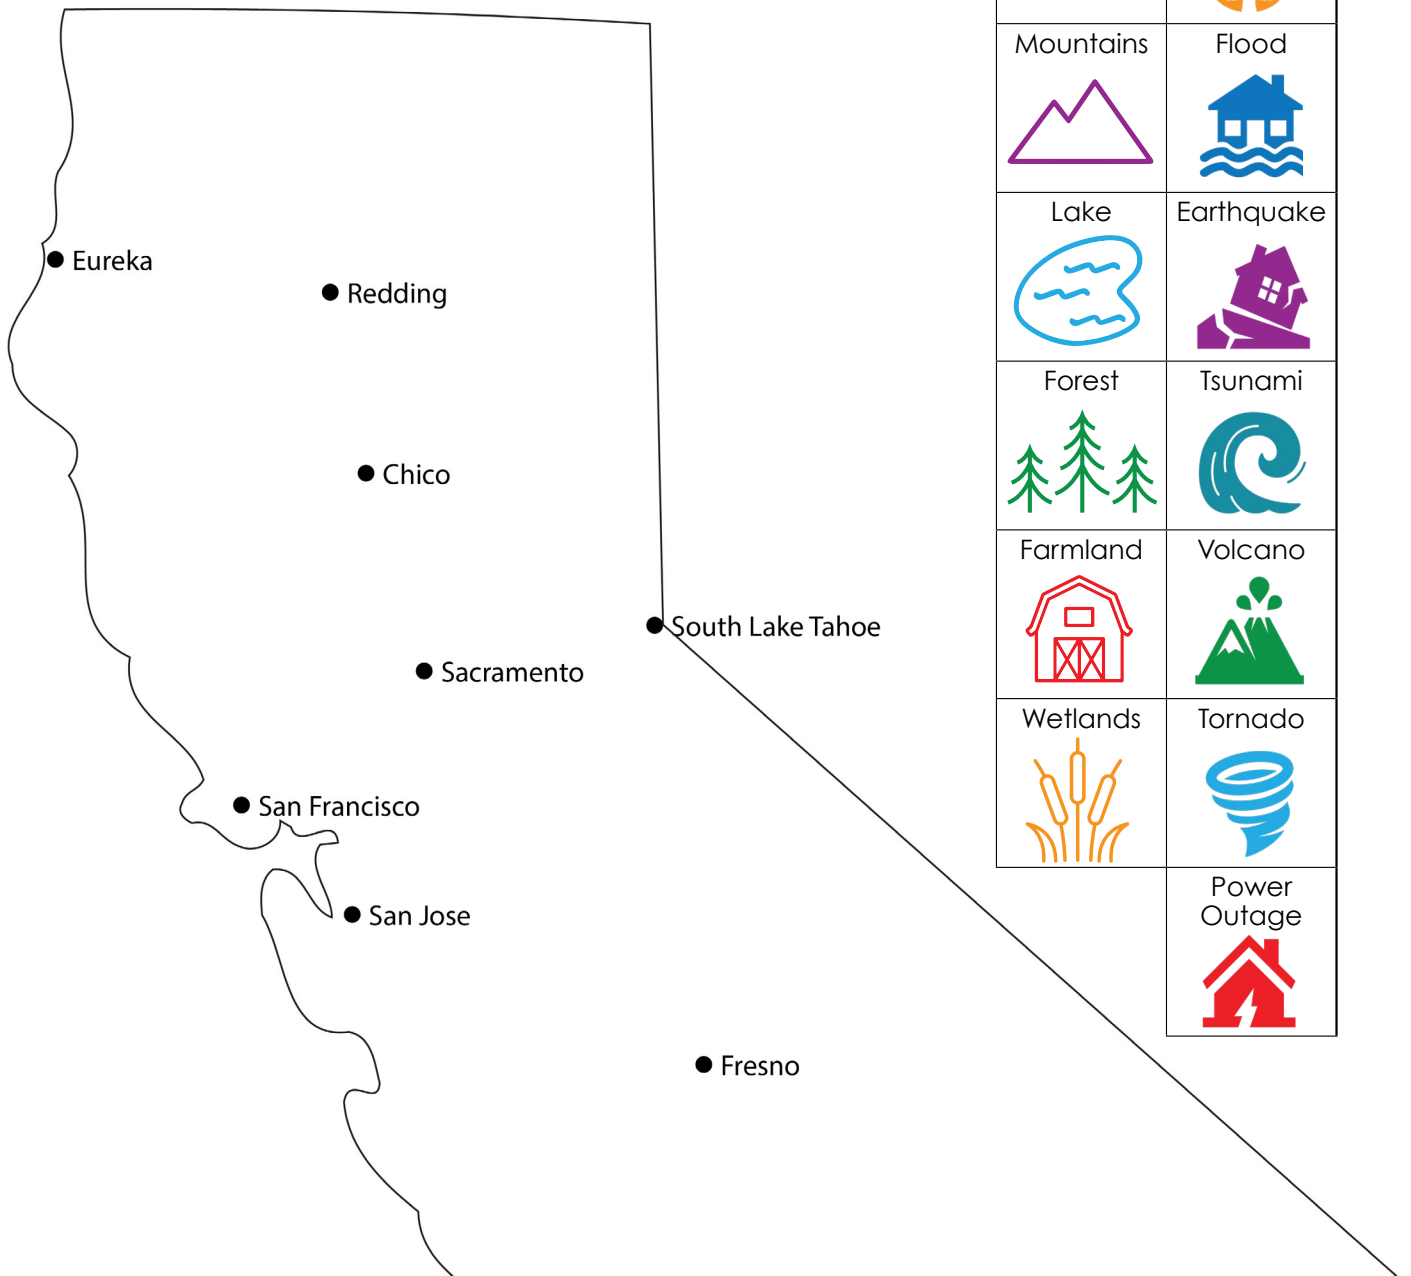 Eureka
Redding
Chico
South Lake Tahoe
Sacramento
San Francisco
San Jose
Fresno
Mountains
Flood
Lake
Earthquake
Forest
Tsunami
Farmland
Volcano
Wetlands
Tornado
Power
Outage